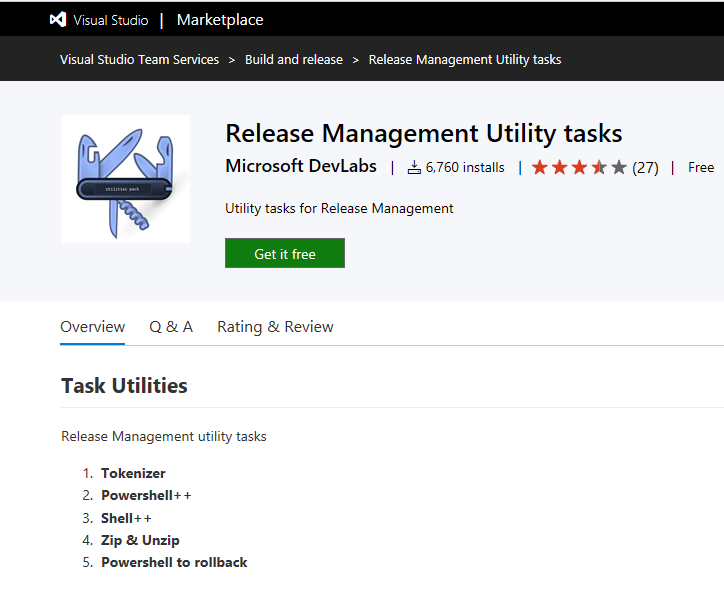 Visual Studio | Marketplace
Visual Studio Team Services > Build and release > Release Management Utility tasks
utilities pack
Release Management Utility tasks
Microsoft DevLabs | 6,760 installs | (27) | Free
Utility tasks for Release Management
Get it free
Overview Q & A Rating & Review
Task Utilities
Release Management utility tasks
1. Tokenizer
2. Powershell++
3. Shell++
4. Zip & Unzip
5. Powershell to rollback